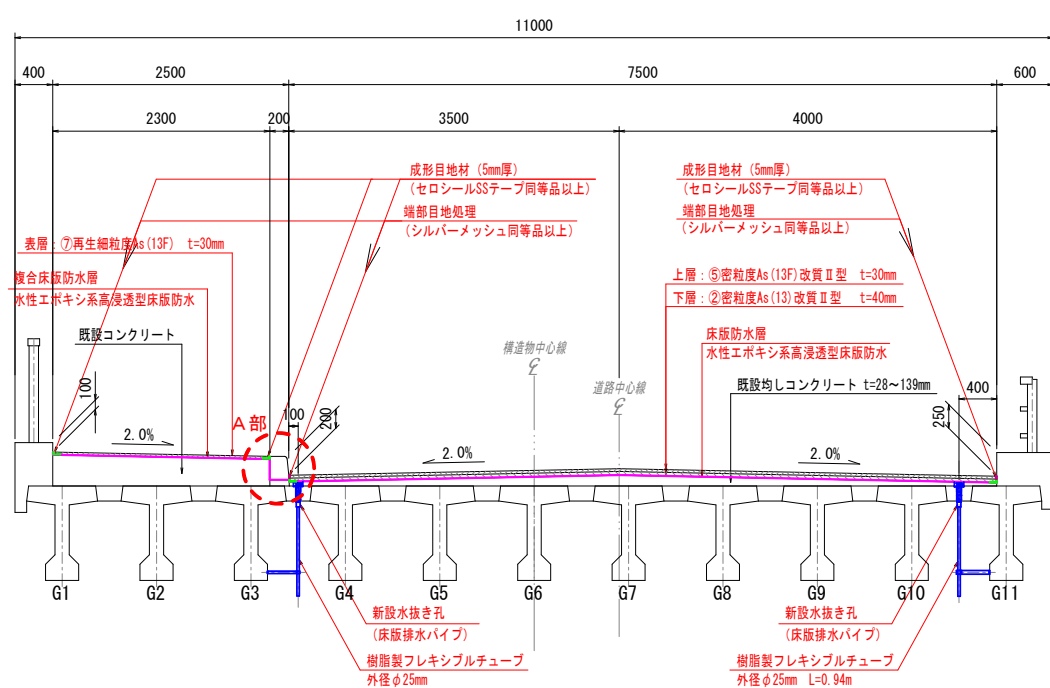 11000
400
2500
7500
600
2300
200
3500
4000
成形目地材 (5mm厚)
(セロシールSSテープ同等品以上)
成形目地材 (5mm厚)
(セロシールSSテープ同等品以上)
端部目地処理
(シルバーメッシュ同等品以上)
端部目地処理
(シルバーメッシュ同等品以上)
表層：⑦再生細粒度As(13F) t=30mm
複合床版防水層
水性エポキシ系高浸透型床版防水
上層：⑤密粒度As(13F)改質Ⅱ型 t=30mm
下層：②密粒度As(13)改質Ⅱ型 t=40mm
既設コンクリート
床版防水層
水性エポキシ系高浸透型床版防水
構造物中心線
道路中心線
既設均しコンクリート t=28～139mm
100
A部
100
200
400
250
2.0%
2.0%
2.0%
G1
G2
G3
G4
G5
G6
G7
G8
G9
G10
G11
新設水抜き孔
(床版排水パイプ)
新設水抜き孔
(床版排水パイプ)
樹脂製フレキシブルチューブ
外径φ25mm
樹脂製フレキシブルチューブ
外径φ25mm L=0.94m